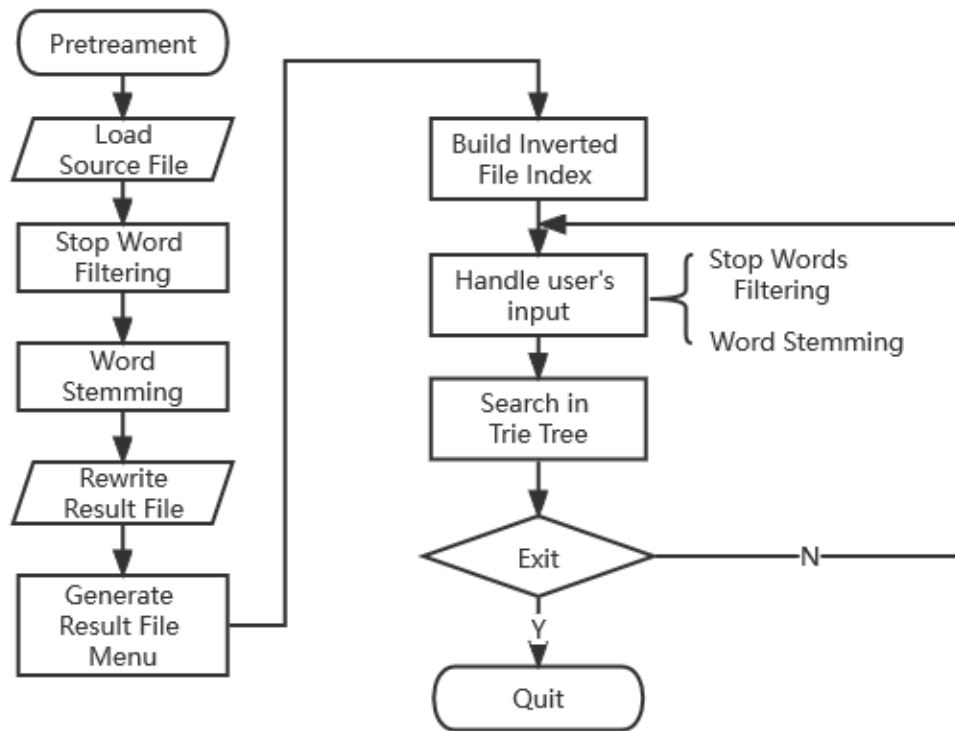 Pretreament
Load
Source File
Stop Word
Filtering
Word
Stemming
Rewrite
Result File
Generate
Result File
Menu
Build Inverted
File Index
Handle user's
input
Stop Words
Filtering
Word Stemming
Search in
Trie Tree
Exit
N
Y
Quit